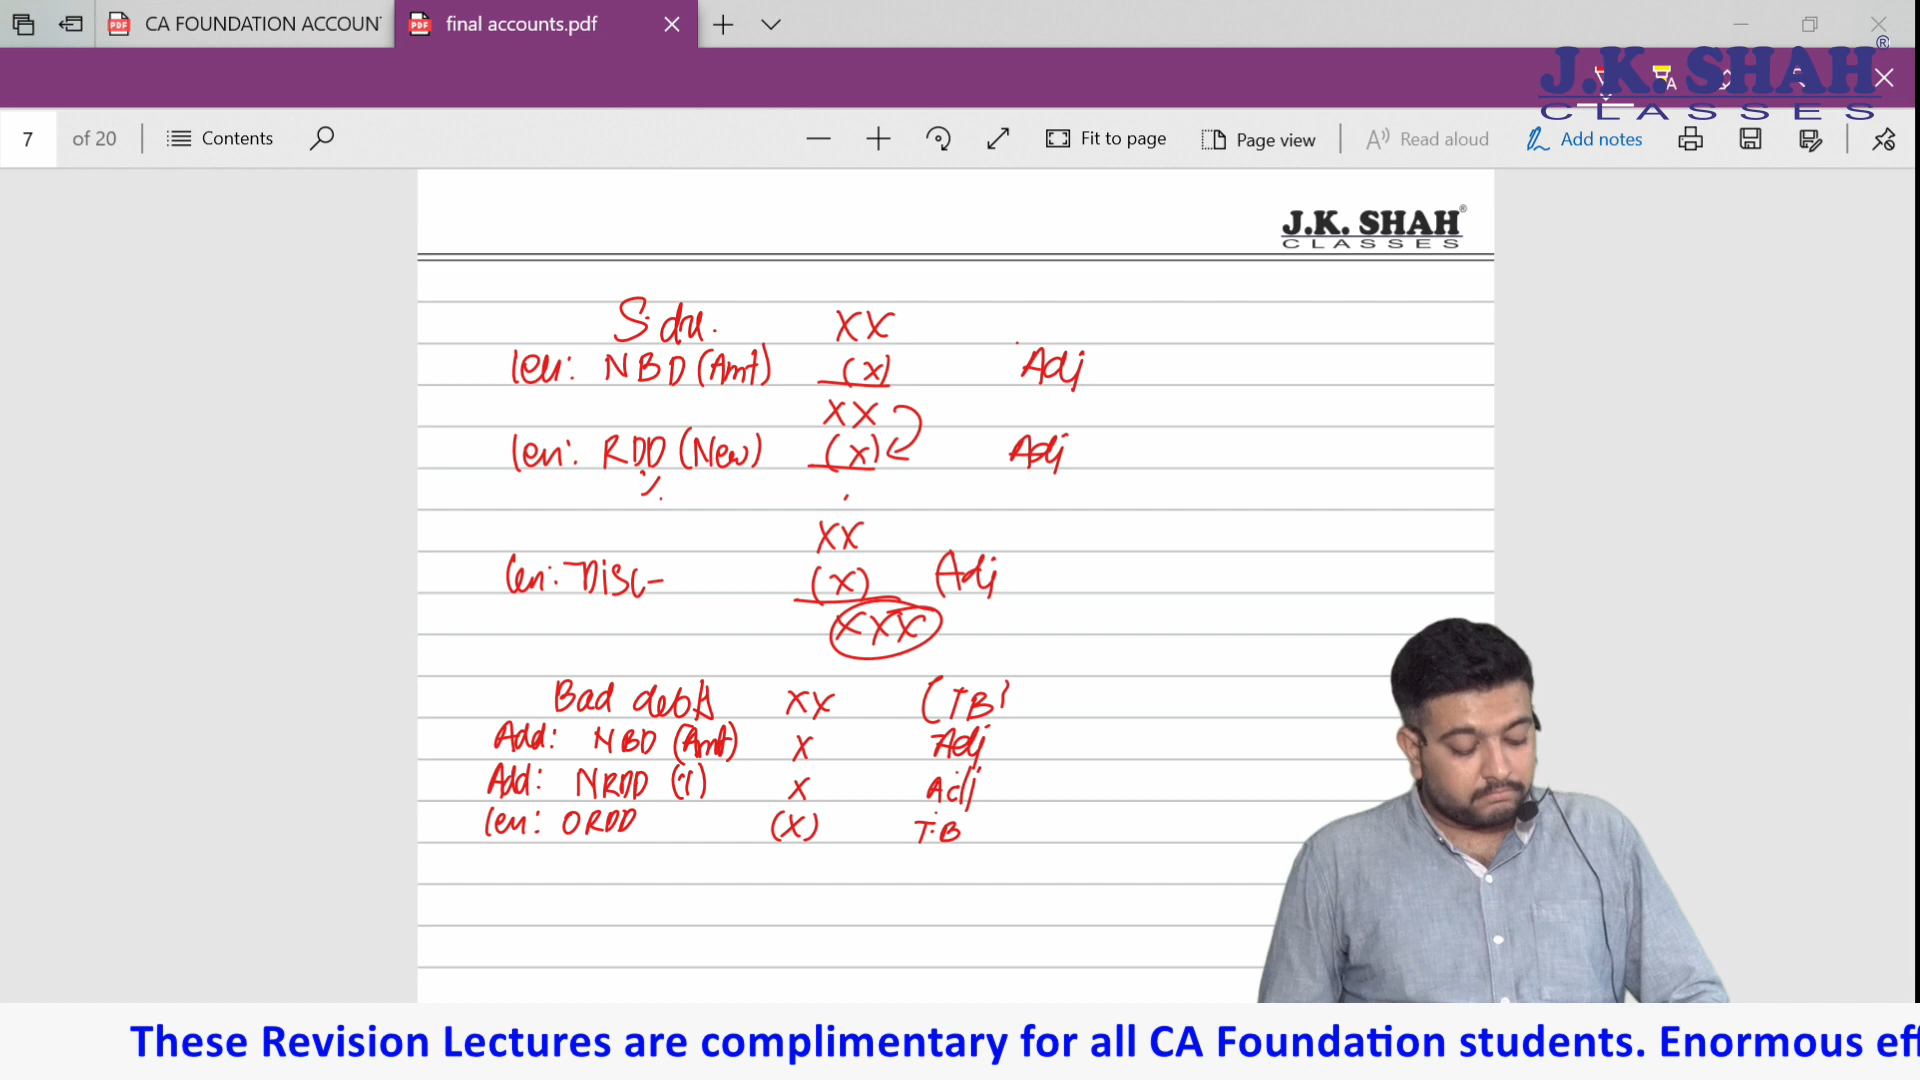 CA FOUNDATION ACCOUN
final accounts.pdf
J.K. SHAH ®
CLASSES
7 of 20
Contents
Fit to page
Page view
Read aloud
Add notes
J.K. SHAH ®
CLASSES
S. dr. XX
Less: NBD (Amt) (X) Adj
XX
Less: RDD (New) (X) Adj
%
XX
Less: Disc (X) Adj
XXX
Bad debts XX (TB)
Add: NBD (Amt) X Adj
Add: NRDD (%) X Adj
Less: ORDD (X) T.B
These Revision Lectures are complimentary for all CA Foundation students. Enormous eff